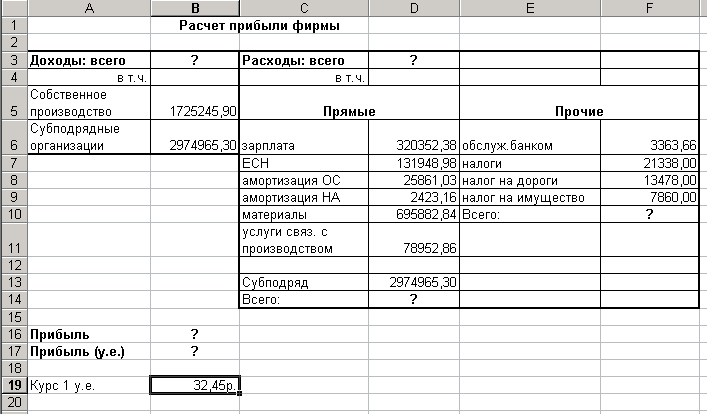 A B C D E F
1 Расчет прибыли фирмы
2
3 Доходы: всего ? Расходы: всего ?
4 в т.ч. в т.ч.
Собственное
5 производство 1725245,90 Прямые Прочие
Субподрядные
6 организации 2974965,30 зарплата 320352,38 обслуж.банком 3363,66
7 ЕСН 131948,98 налоги 21338,00
8 амортизация ОС 25861,03 налог на дороги 13478,00
9 амортизация НА 2423,16 налог на имущество 7860,00
10 материалы 695882,84 Всего: ?
услуги связ. с
11 производством 78952,86
12
13 Субподряд 2974965,30
14 Всего: ?
15
16 Прибыль ?
17 Прибыль (у.е.) ?
18
19 Курс 1 у.е. 32,45р.
20